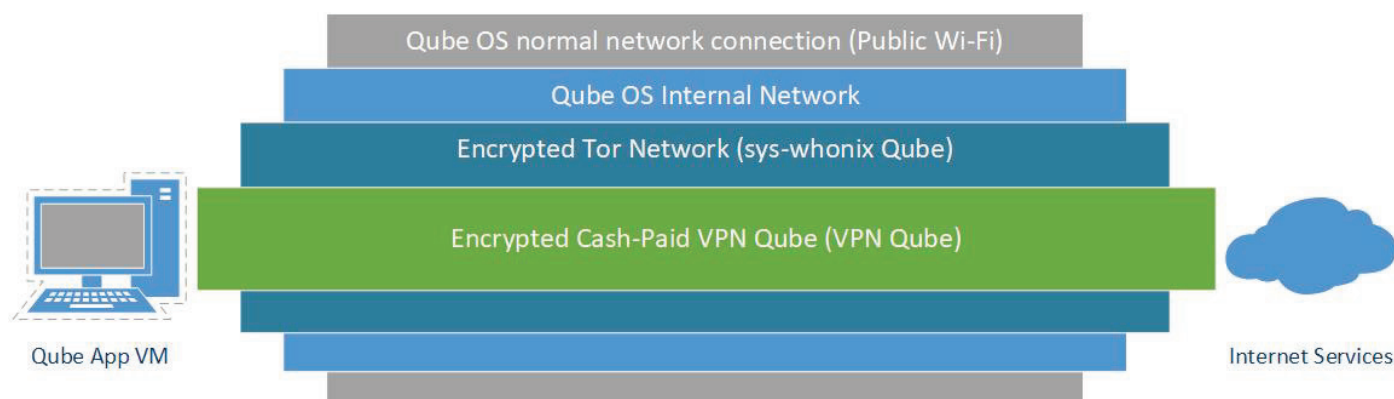 Qube OS normal network connection (Public Wi-Fi)
Qube OS Internal Network
Encrypted Tor Network (sys-whonix Qube)
Encrypted Cash-Paid VPN Qube (VPN Qube)
Qube App VM
Internet Services